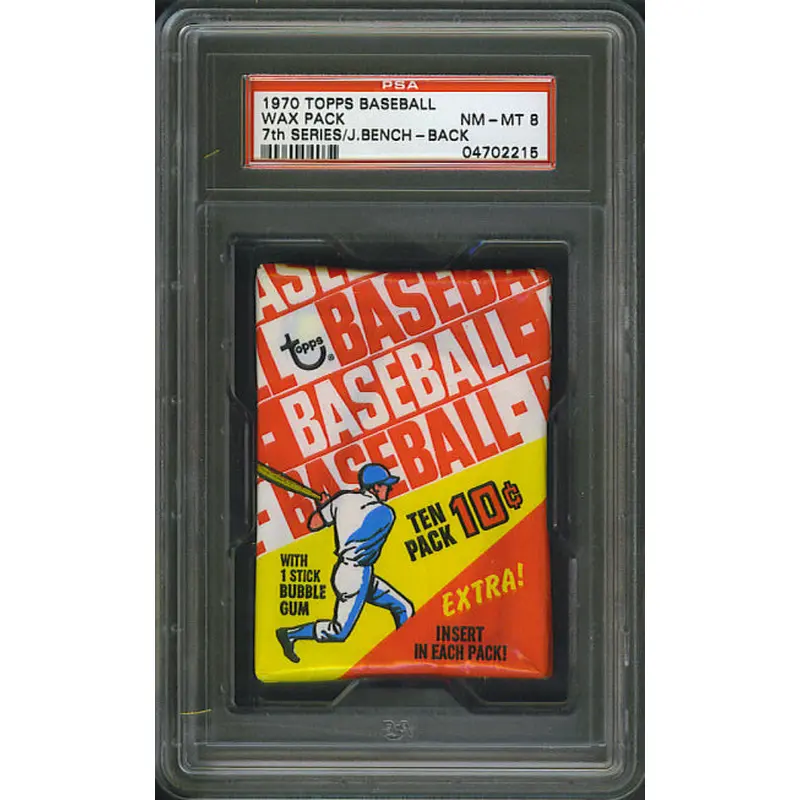 PSA
1970 TOPPS BASEBALL
WAX PACK NM-MT 8
7th SERIES/J.BENCH-BACK
04702215
BASEBALL
BASEBALL
BASEBALL
Topps®
TEN 10¢
PACK
WITH
1 STICK
BUBBLE
GUM
EXTRA!
INSERT
IN EACH PACK!
PSA